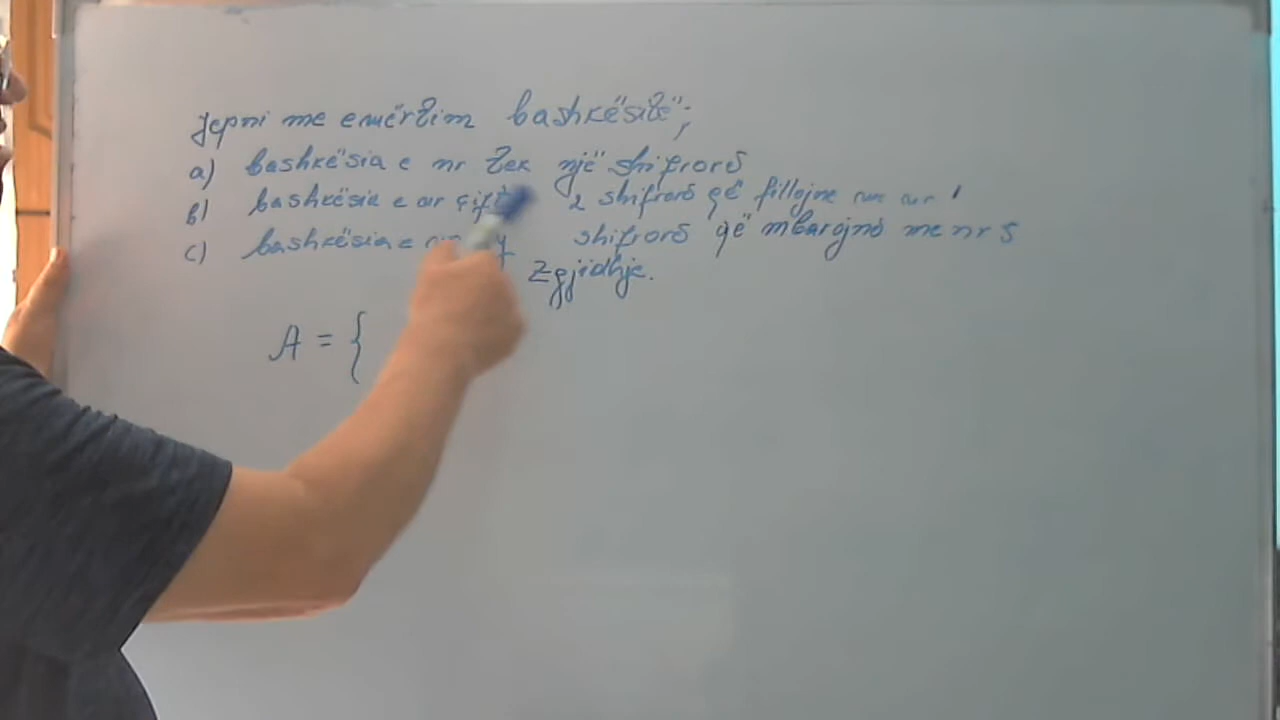 Jepni me emërtim bashkësitë;
a) bashkësia e nr tek një shifrorë
b) bashkësia e nr çift 2 shifrorë që fillojnë me nr 1
c) bashkësia e shifrorë që mbarojnë me nr 5
Zgjidhje.
A = {